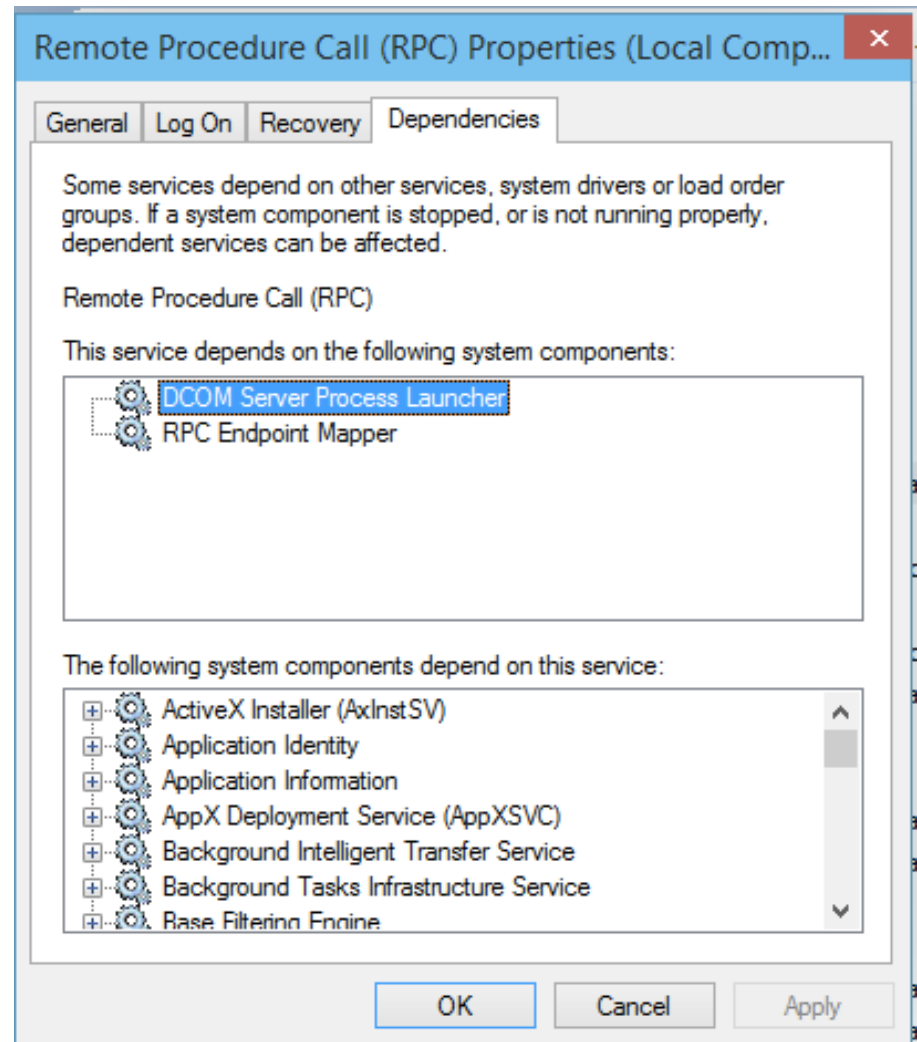 Remote Procedure Call (RPC) Properties (Local Comp...
General Log On Recovery Dependencies
Some services depend on other services, system drivers or load order
groups. If a system component is stopped, or is not running properly,
dependent services can be affected.
Remote Procedure Call (RPC)
This service depends on the following system components:
DCOM Server Process Launcher
RPC Endpoint Mapper
The following system components depend on this service:
ActiveX Installer (AxInstSV)
Application Identity
Application Information
AppX Deployment Service (AppXSVC)
Background Intelligent Transfer Service
Background Tasks Infrastructure Service
Base Filtering Engine
OK Cancel Apply